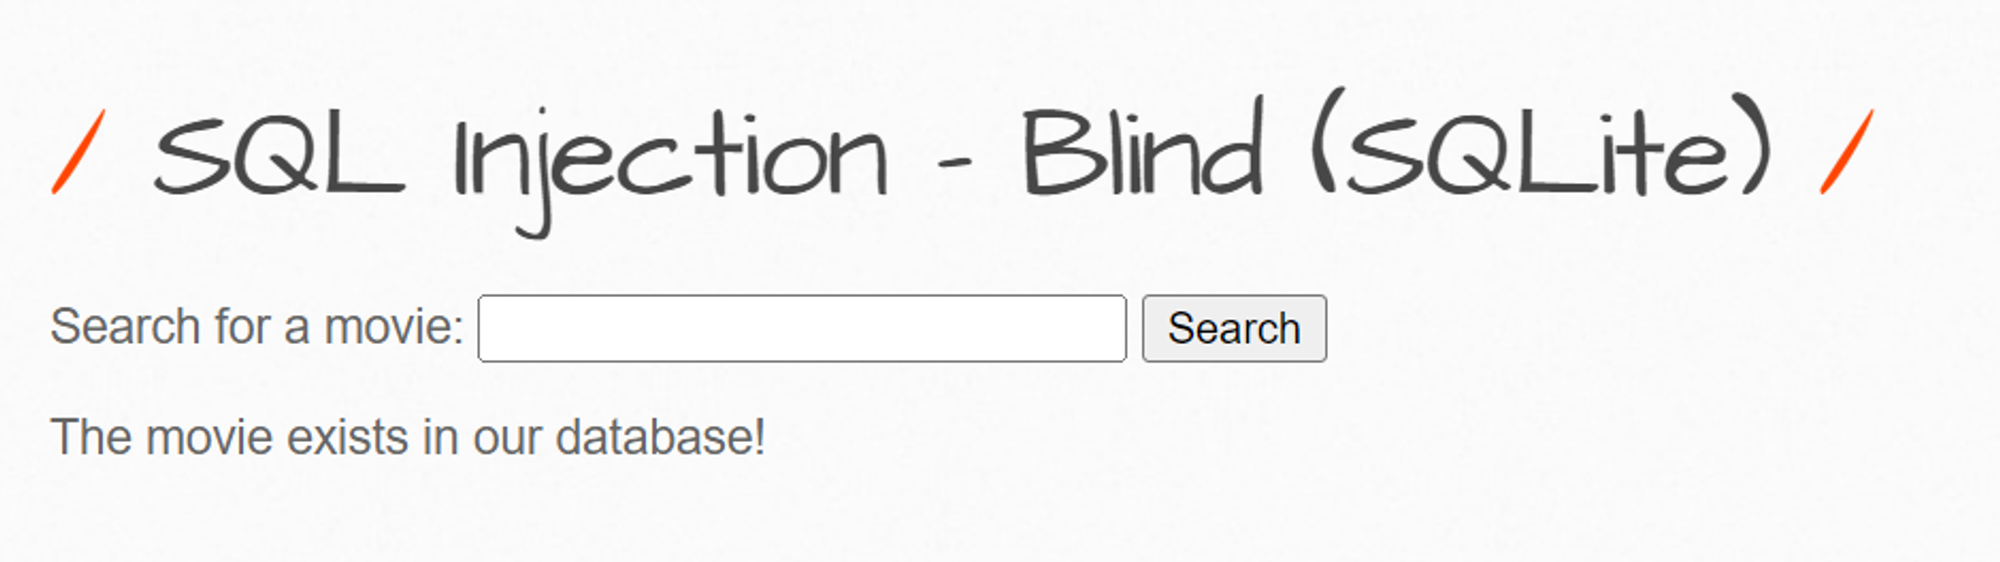 / SQL Injection - Blind (SQLite) /
Search for a movie: Search
The movie exists in our database!